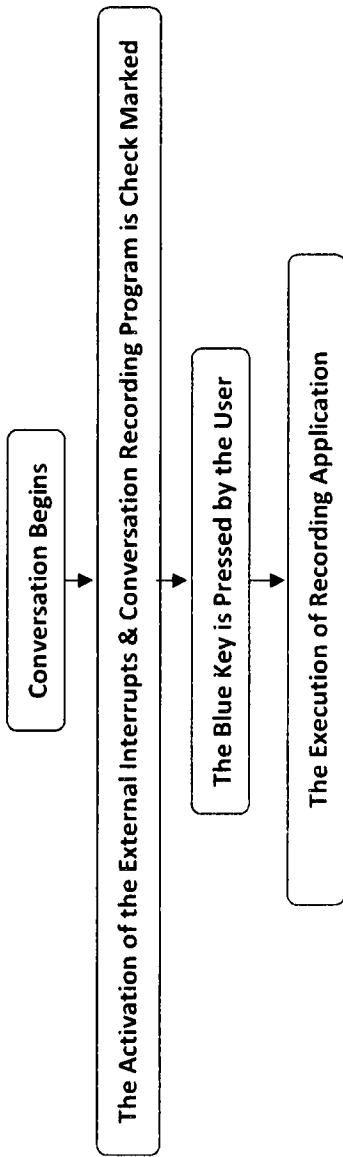 Conversation Begins
The Activation of the External Interrupts & Conversation Recording Program is Check Marked
The Blue Key is Pressed by the User
The Execution of Recording Application